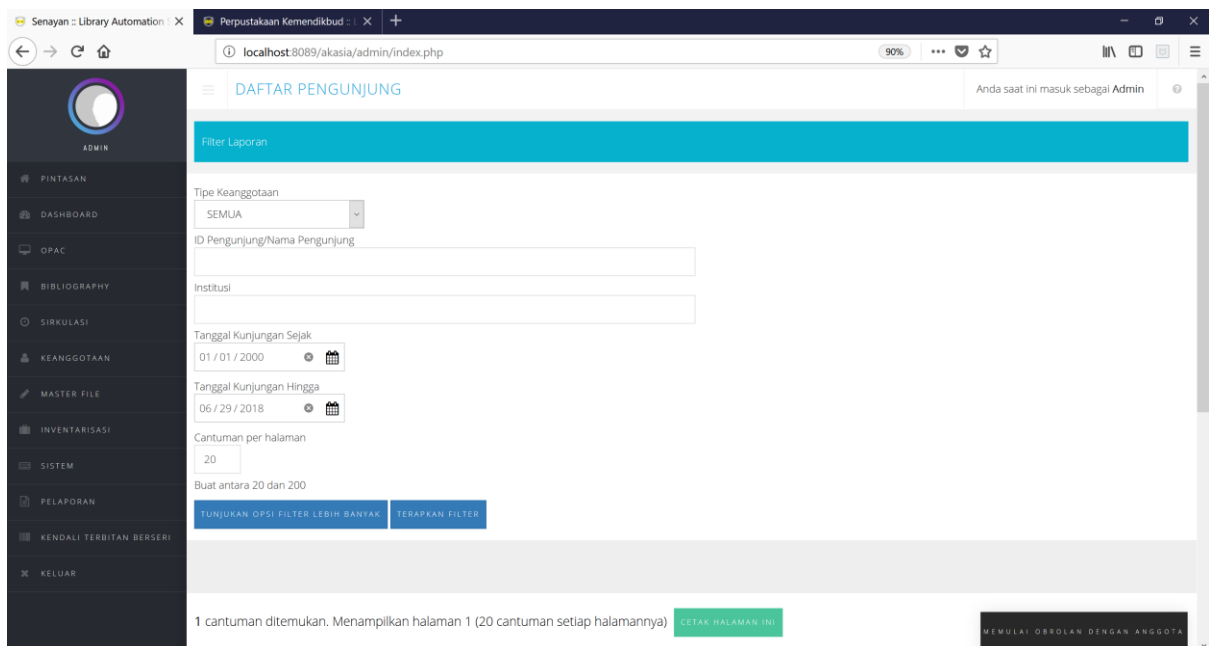 Senayan :: Library Automation S
Perpustakaan Kemendikbud :: L
localhost:8089/akasia/admin/index.php
90%
DAFTAR PENGUNJUNG
Anda saat ini masuk sebagai Admin
ADMIN
Filter Laporan
PINTASAN
DASHBOARD
OPAC
BIBLIOGRAPHY
SIRKULASI
KEANGGOTAAN
MASTER FILE
INVENTARISASI
SISTEM
PELAPORAN
KENDALI TERBITAN BERSERI
KELUAR
Tipe Keanggotaan
SEMUA
ID Pengunjung/Nama Pengunjung
Institusi
Tanggal Kunjungan Sejak
01 / 01 / 2000
Tanggal Kunjungan Hingga
06 / 29 / 2018
Cantuman per halaman
20
Buat antara 20 dan 200
TUNJUKAN OPSI FILTER LEBIH BANYAK
TERAPKAN FILTER
1 cantuman ditemukan. Menampilkan halaman 1 (20 cantuman setiap halamannya)
CETAK HALAMAN INI
MEMULAI OBROLAN DENGAN ANGGOTA